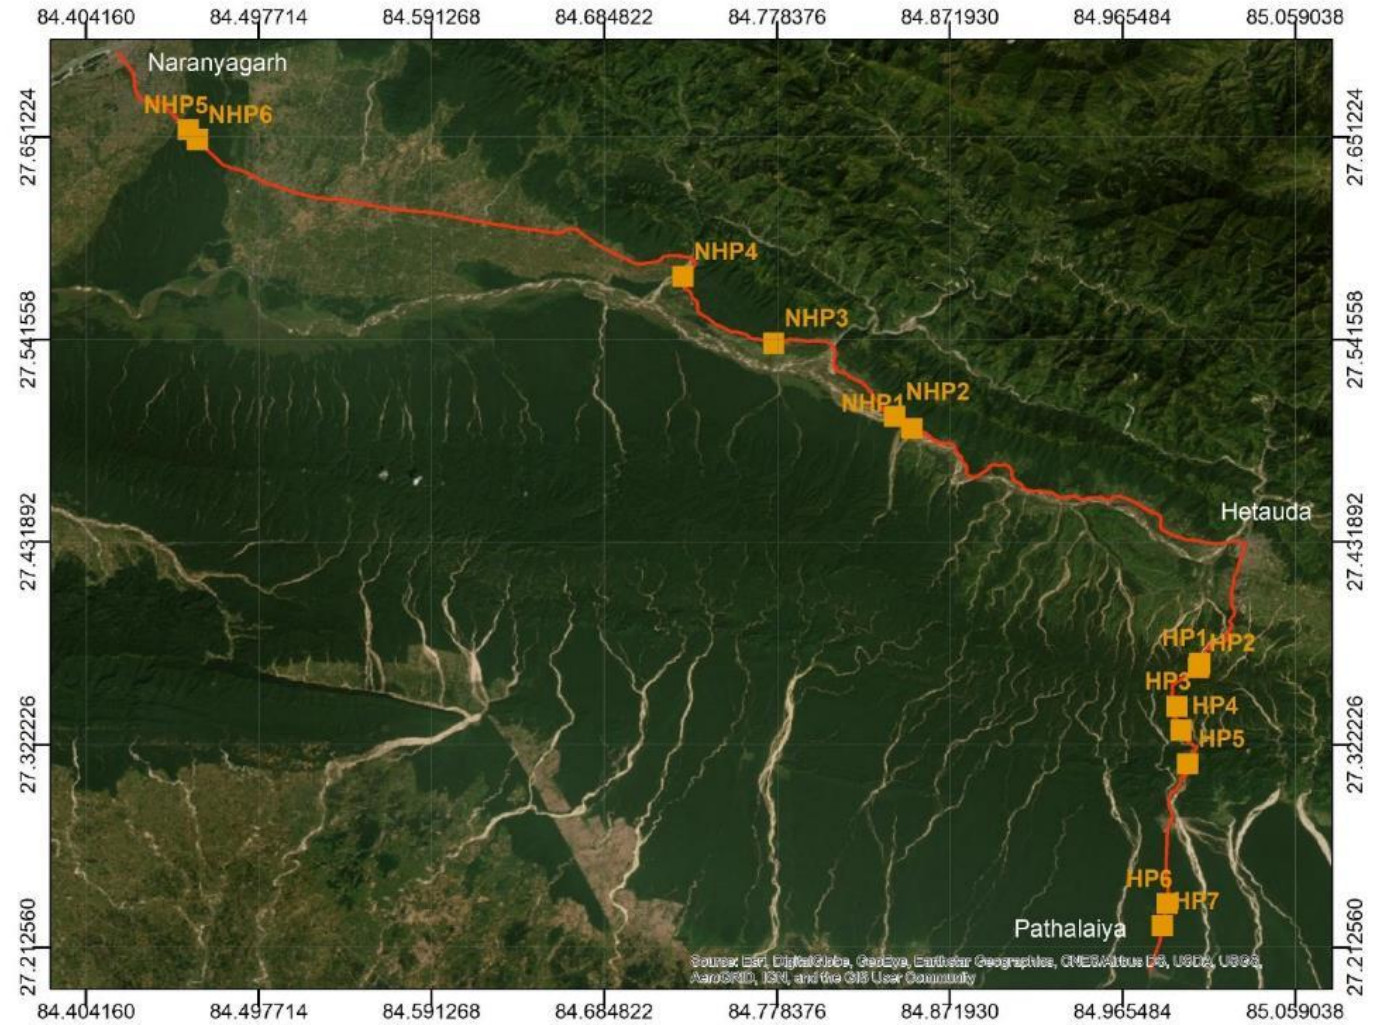 84.404160 84.497714 84.591268 84.684822 84.778376 84.871930 84.965484 85.059038
Naranyagarh
NHP5
NHP6
27.651224 27.651224
NHP4
NHP3
27.541558 27.541558
NHP2
NHP1
Hetauda
27.431892 27.431892
HP1
HP2
HP3
HP4
27.322226 27.322226
HP5
HP6
HP7
Pathalaiya
27.212560 27.212560
Source: Esri, DigitalGlobe, GeoEye, Earthstar Geographics, CNES/Airbus DS, USDA, USGS,
AeroGRID, IGN, and the GIS User Community
84.404160 84.497714 84.591268 84.684822 84.778376 84.871930 84.965484 85.059038